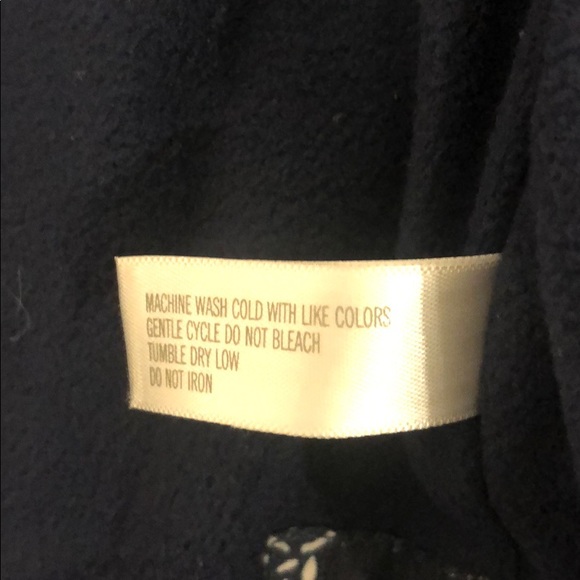 MACHINE WASH COLD WITH LIKE COLORS
GENTLE CYCLE DO NOT BLEACH
TUMBLE DRY LOW
DO NOT IRON